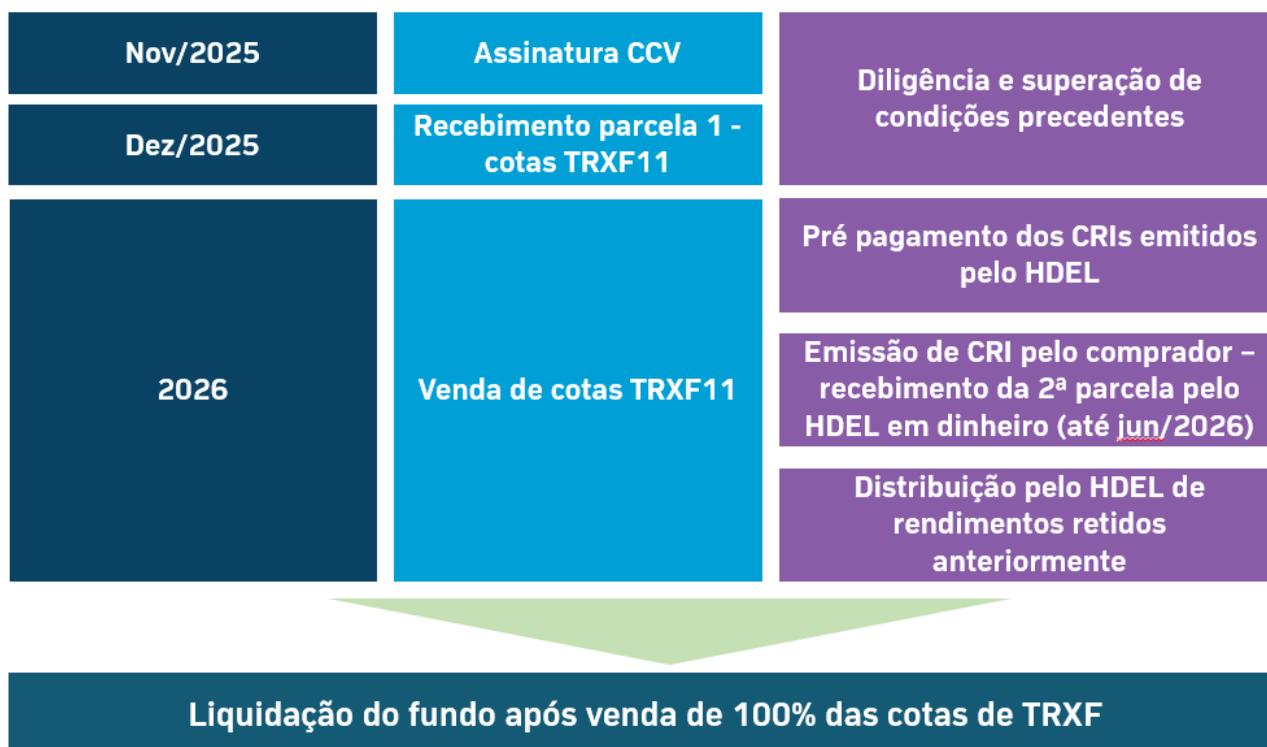 Nov/2025
Assinatura CCV
Diligência e superação de
condições precedentes
Dez/2025
Recebimento parcela 1 -
cotas TRXF11
2026
Venda de cotas TRXF11
Pré pagamento dos CRIs emitidos
pelo HDEL
Emissão de CRI pelo comprador –
recebimento da 2ª parcela pelo
HDEL em dinheiro (até jun/2026)
Distribuição pelo HDEL de
rendimentos retidos
anteriormente
Liquidação do fundo após venda de 100% das cotas de TRXF